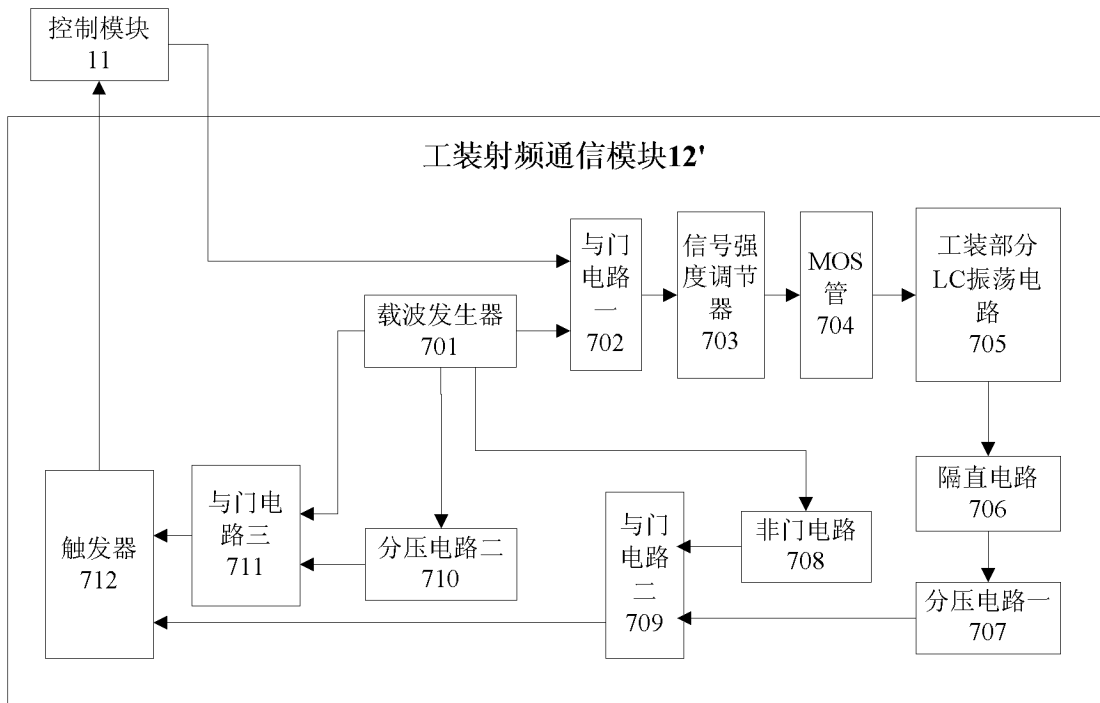 控制模块
11
工装射频通信模块12'
与门
电路
一
702
信号强
度调节
器
703
MOS
管
704
工装部分
LC振荡电
路
705
载波发生器
701
隔直电路
706
与门电
路三
711
触发器
712
分压电路二
710
与门
电路
二
709
非门电路
708
分压电路一
707